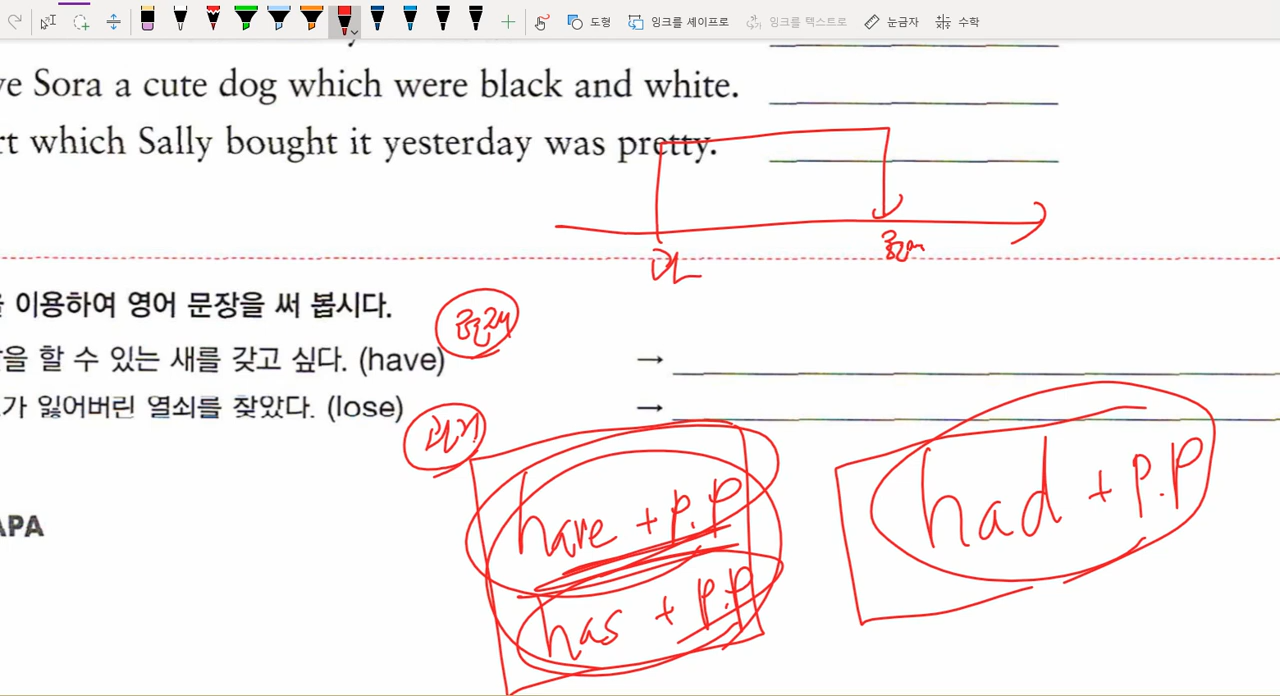 도형 잉크를 셰이프로 잉크를 텍스트로 눈금자 수학
ve Sora a cute dog which were black and white.
rt which Sally bought it yesterday was pretty.
현재
을 이용하여 영어 문장을 써 봅시다.
현재
을 할 수 있는 새를 갖고 싶다. (have) →
가 잃어버린 열쇠를 찾았다. (lose) →
과거
have + p.p
had + p.p
APA
has + p.p